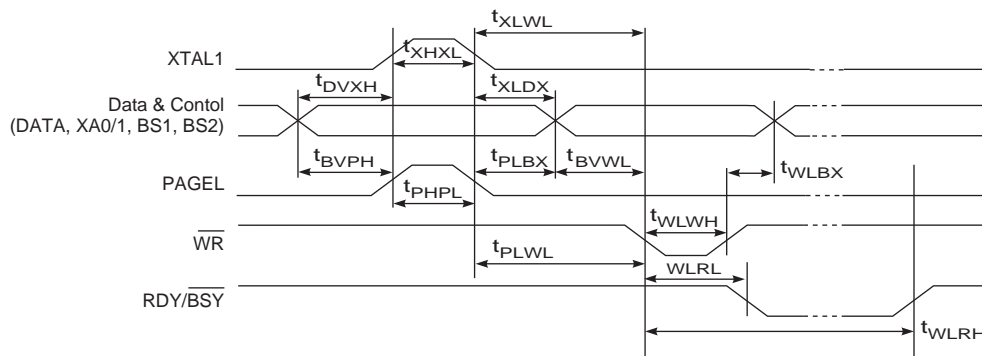 tXLWL
XTAL1
tXHXL
tDVXH
tXLDX
Data & Contol
(DATA, XA0/1, BS1, BS2)
tBVPH
tPLBX
tBVWL
tWLBX
PAGEL
tPHPL
tWLWH
WR
tPLWL
WLRL
RDY/BSY
tWLRH